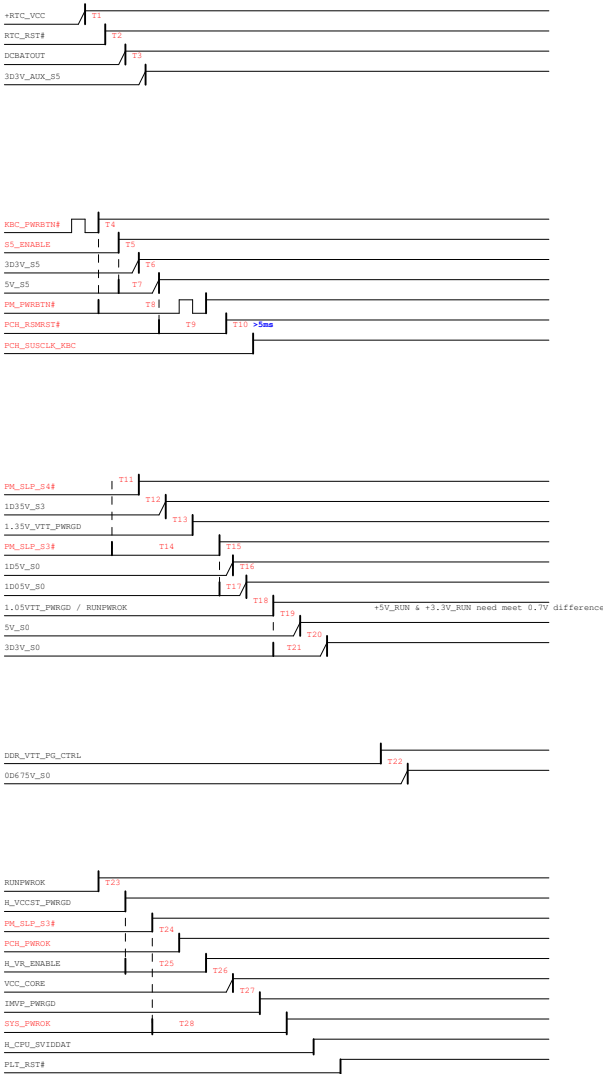 +RTC_VCC T1
RTC_RST# T2
DCBATOUT T3
3D3V_AUX_S5
KBC_PWRBTN# T4
S5_ENABLE T5
3D3V_S5 T6
5V_S5 T7
PM_PWRBTN# T8
PCH_RSMRST# T9 T10 >5ms
PCH_SUSCLK_KBC
PM_SLP_S4# T11
1D35V_S3 T12
1.35V_VTT_PWRGD T13
PM_SLP_S3# T14 T15
1D5V_S0 T16
1D05V_S0 T17
1.05VTT_PWRGD / RUNPWROK T18 +5V_RUN & +3.3V_RUN need meet 0.7V difference
5V_S0 T19
3D3V_S0 T20
T21
DDR_VTT_PG_CTRL T22
0D675V_S0
RUNPWROK T23
H_VCCST_PWRGD
PM_SLP_S3# T24
PCH_PWROK
H_VR_ENABLE T25
VCC_CORE T26
IMVP_PWRGD T27
SYS_PWROK T28
H_CPU_SVIDDAT
PLT_RST#